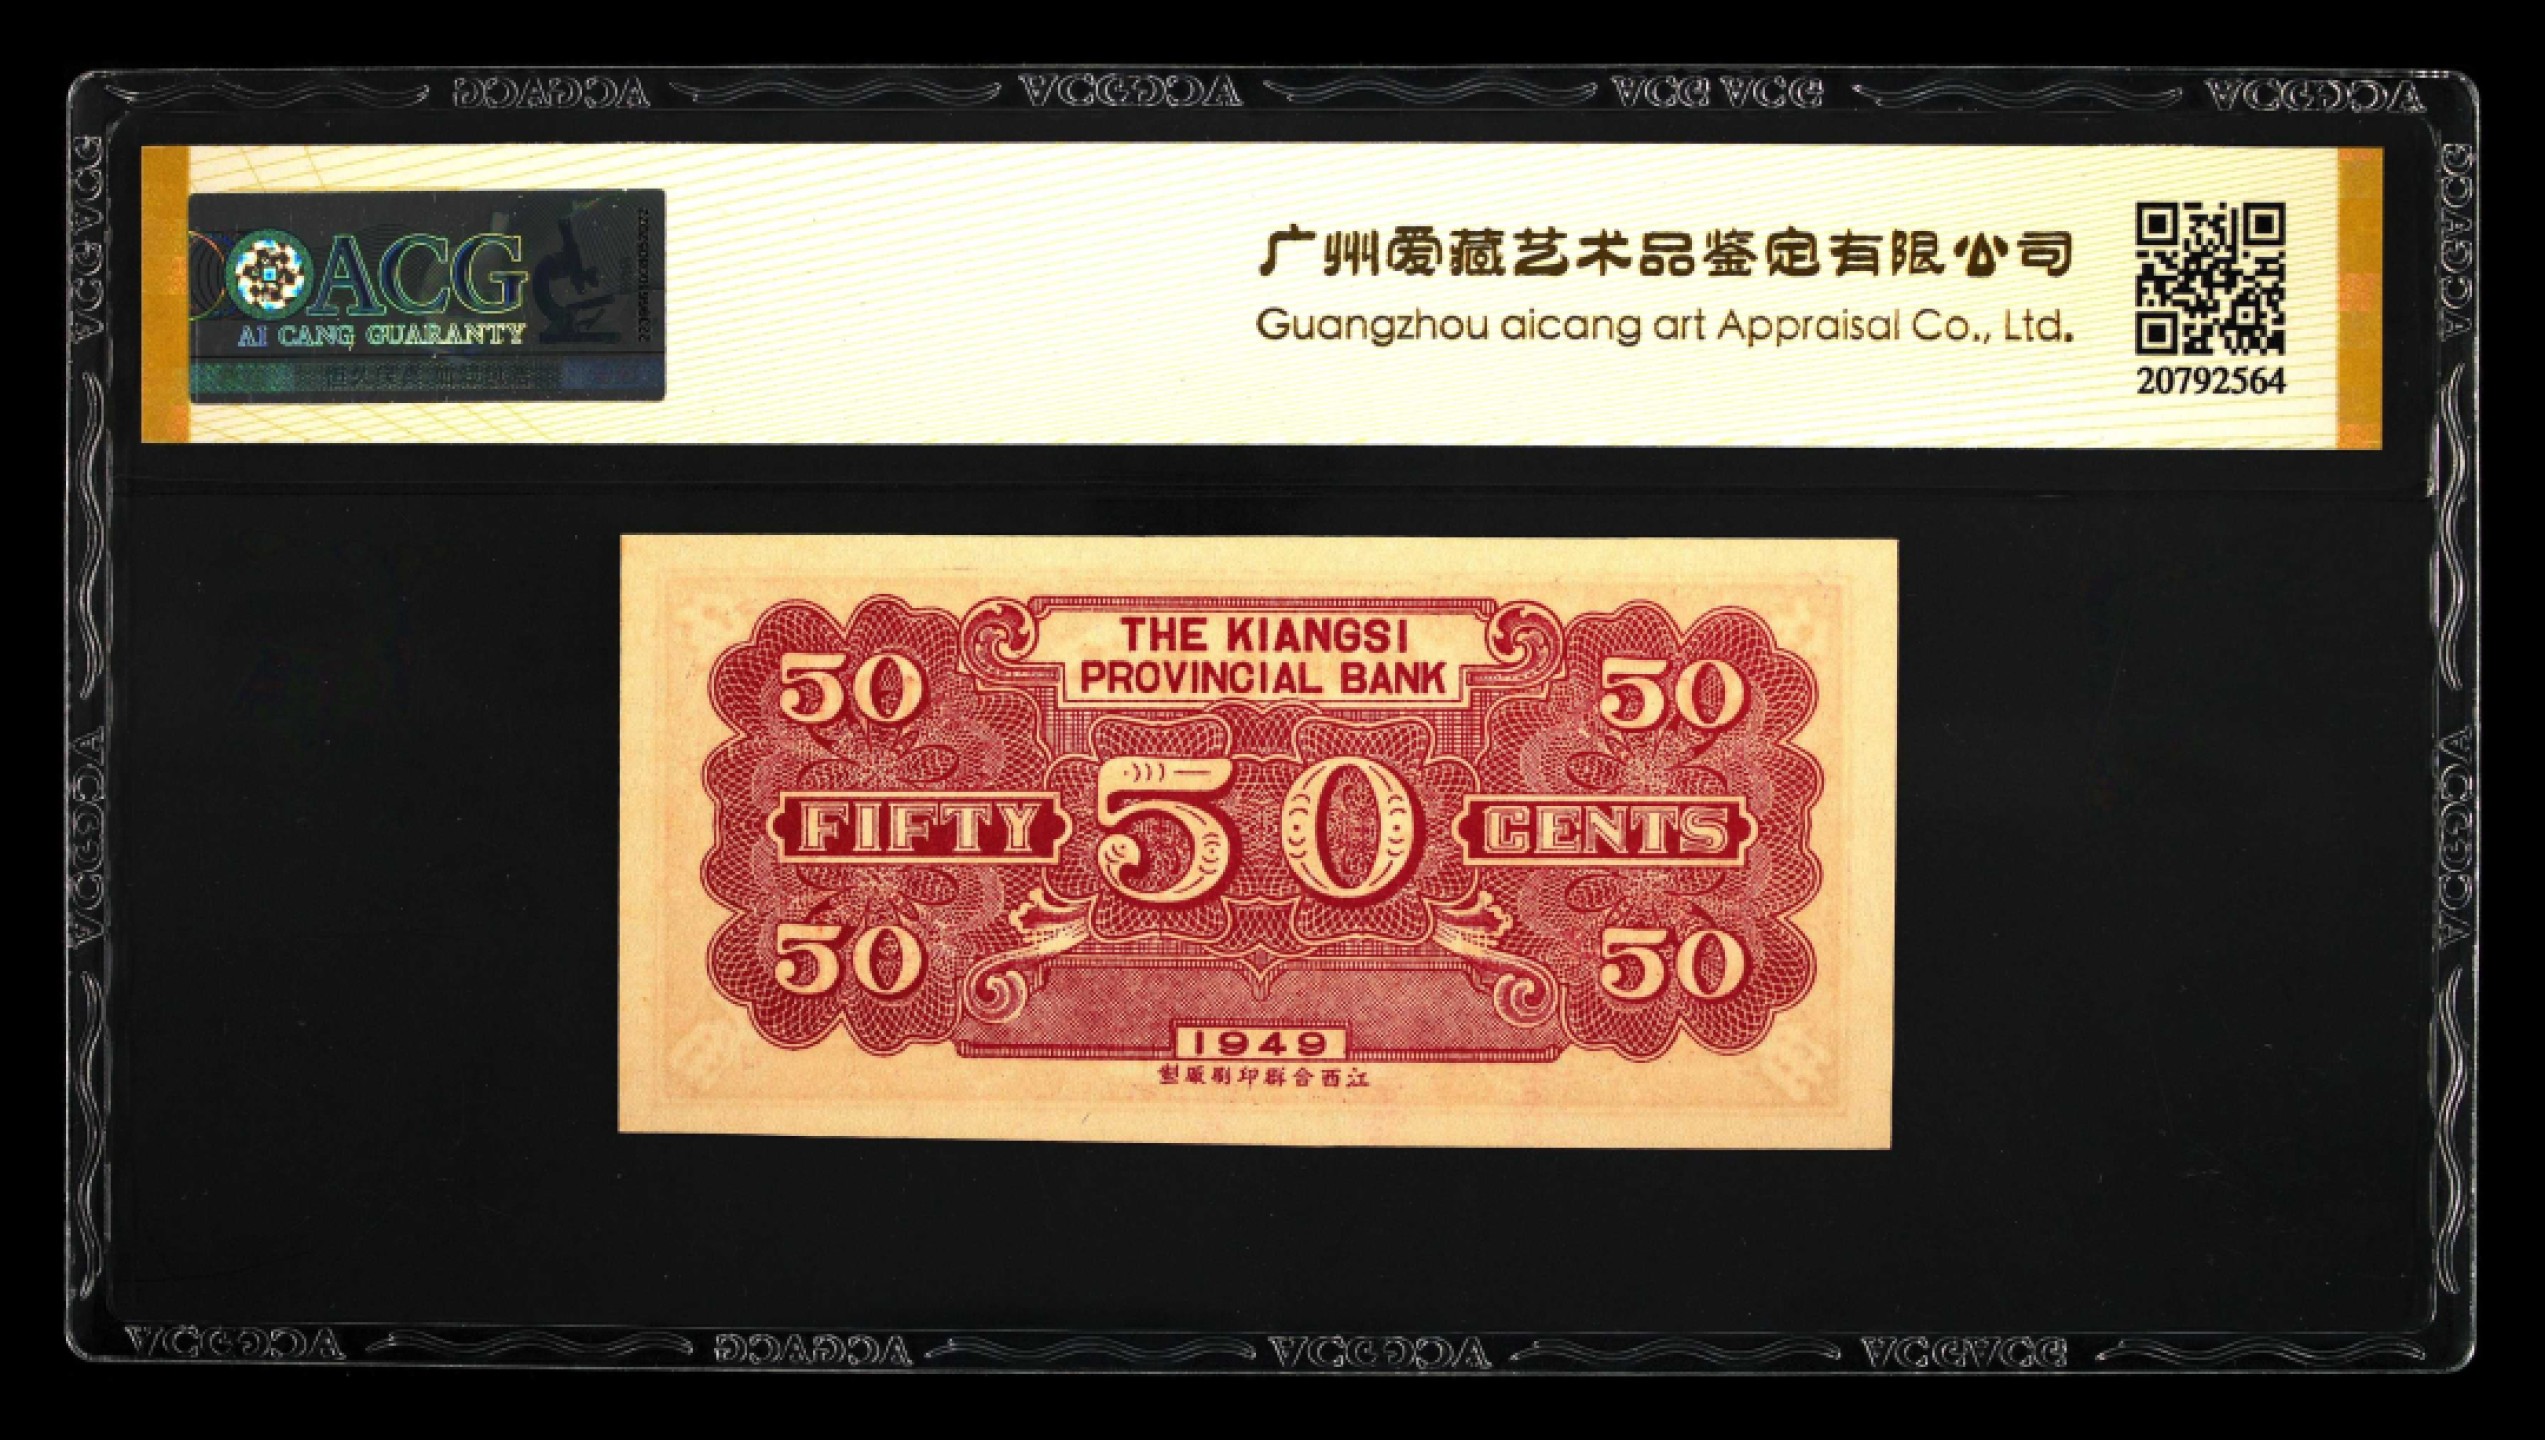 ACG
AI CANG GUARANTY
广州爱藏艺术品鉴定有限公司
Guangzhou aicang art Appraisal Co., Ltd.
20792564
THE KIANGSI
PROVINCIAL BANK
50 50
FIFTY 50 CENTS
50 50
1949
製厰刷印群合西江